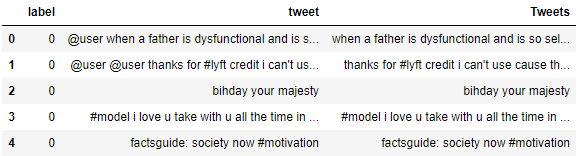 label tweet Tweets
0 0 @user when a father is dysfunctional and is s... when a father is dysfunctional and is so sel...
1 0 @user @user thanks for #lyft credit i can't us... thanks for #lyft credit i can't use cause th...
2 0 bihday your majesty bihday your majesty
3 0 #model i love u take with u all the time in ... #model i love u take with u all the time in ...
4 0 factsguide: society now #motivation factsguide: society now #motivation